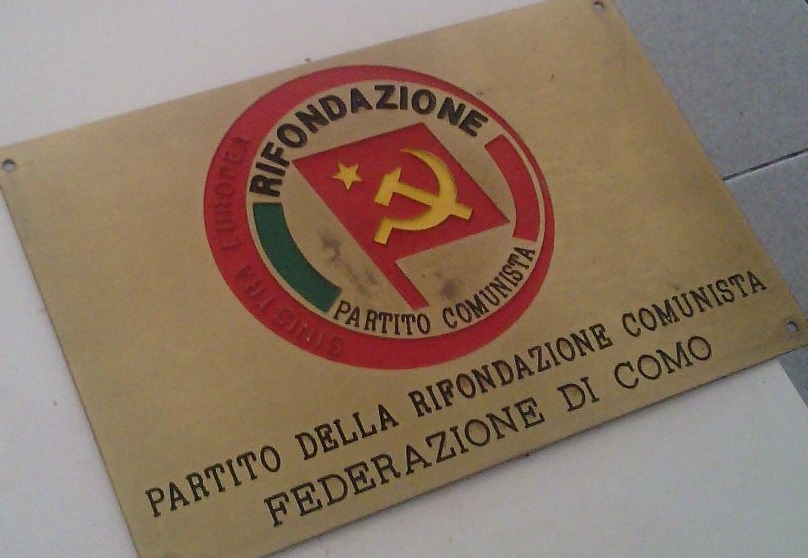 RIFONDAZIONE
SINISTRA EUROPEA
PARTITO COMUNISTA
PARTITO DELLA RIFONDAZIONE COMUNISTA
FEDERAZIONE DI COMO